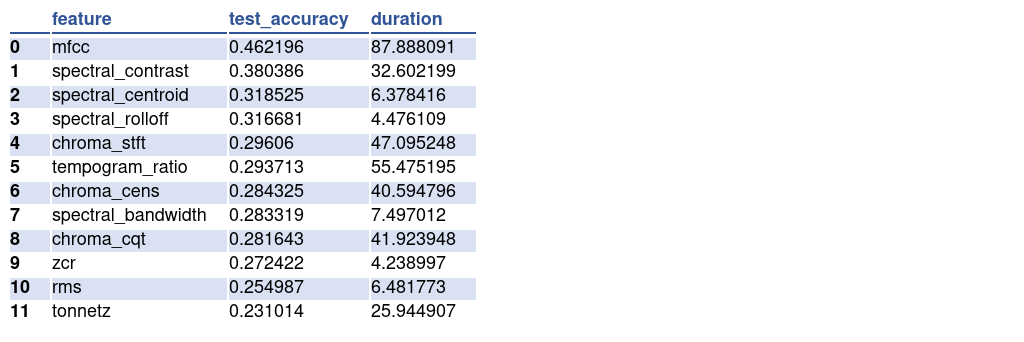 feature test_accuracy duration
0 mfcc 0.462196 87.888091
1 spectral_contrast 0.380386 32.602199
2 spectral_centroid 0.318525 6.378416
3 spectral_rolloff 0.316681 4.476109
4 chroma_stft 0.29606 47.095248
5 tempogram_ratio 0.293713 55.475195
6 chroma_cens 0.284325 40.594796
7 spectral_bandwidth 0.283319 7.497012
8 chroma_cqt 0.281643 41.923948
9 zcr 0.272422 4.238997
10 rms 0.254987 6.481773
11 tonnetz 0.231014 25.944907